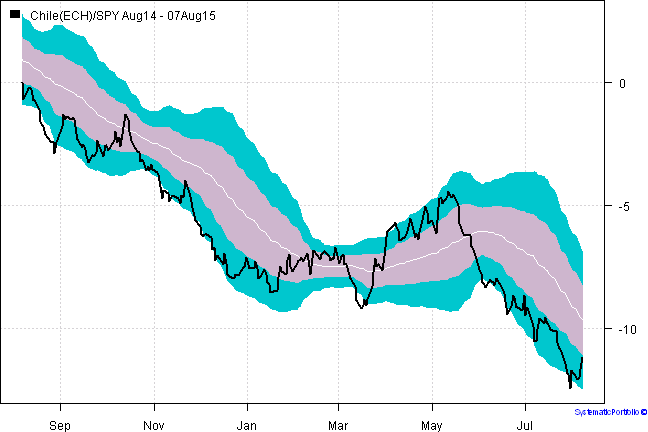 Chile(ECH)/SPY Aug14 - 07Aug15
0
-5
-10
Sep Nov Jan Mar May Jul
SystematicPortfolio ©